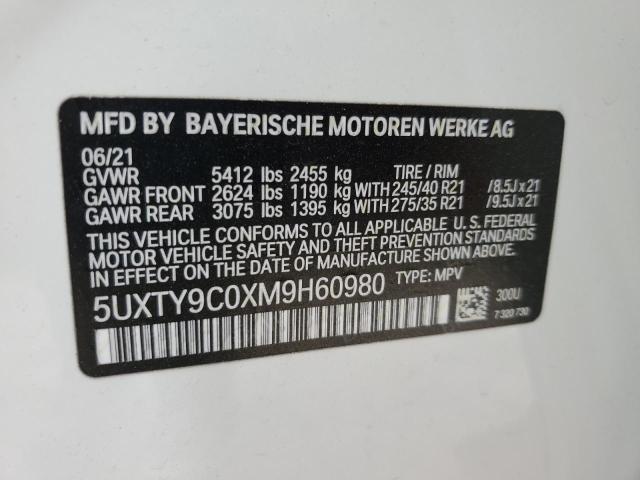 MFD BY BAYERISCHE MOTOREN WERKE AG
06/21
GVWR 5412 lbs 2455 kg TIRE / RIM
GAWR FRONT 2624 lbs 1190 kg WITH 245/40 R21 /8.5J x 21
GAWR REAR 3075 lbs 1395 kg WITH 275/35 R21 /9.5J x 21
THIS VEHICLE CONFORMS TO ALL APPLICABLE U. S. FEDERAL
MOTOR VEHICLE SAFETY AND THEFT PREVENTION STANDARDS
IN EFFECT ON THE DATE OF MANUFACTURE SHOWN ABOVE.
5UXTY9C0XM9H60980 TYPE: MPV
300U
7 320 730